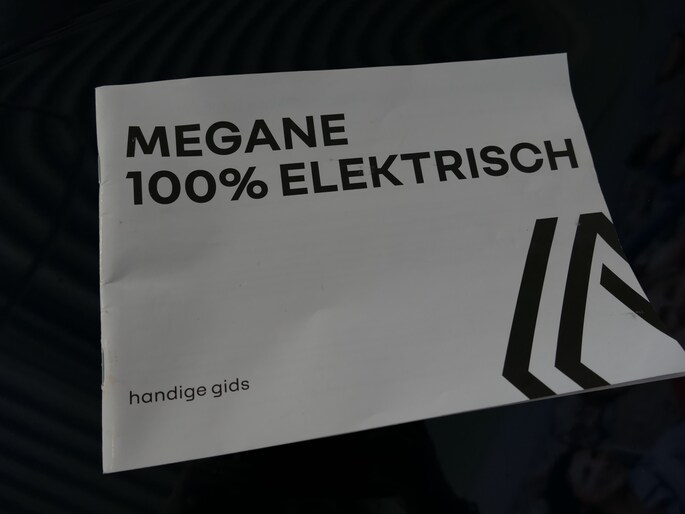 MEGANE
100% ELEKTRISCH
handige gids